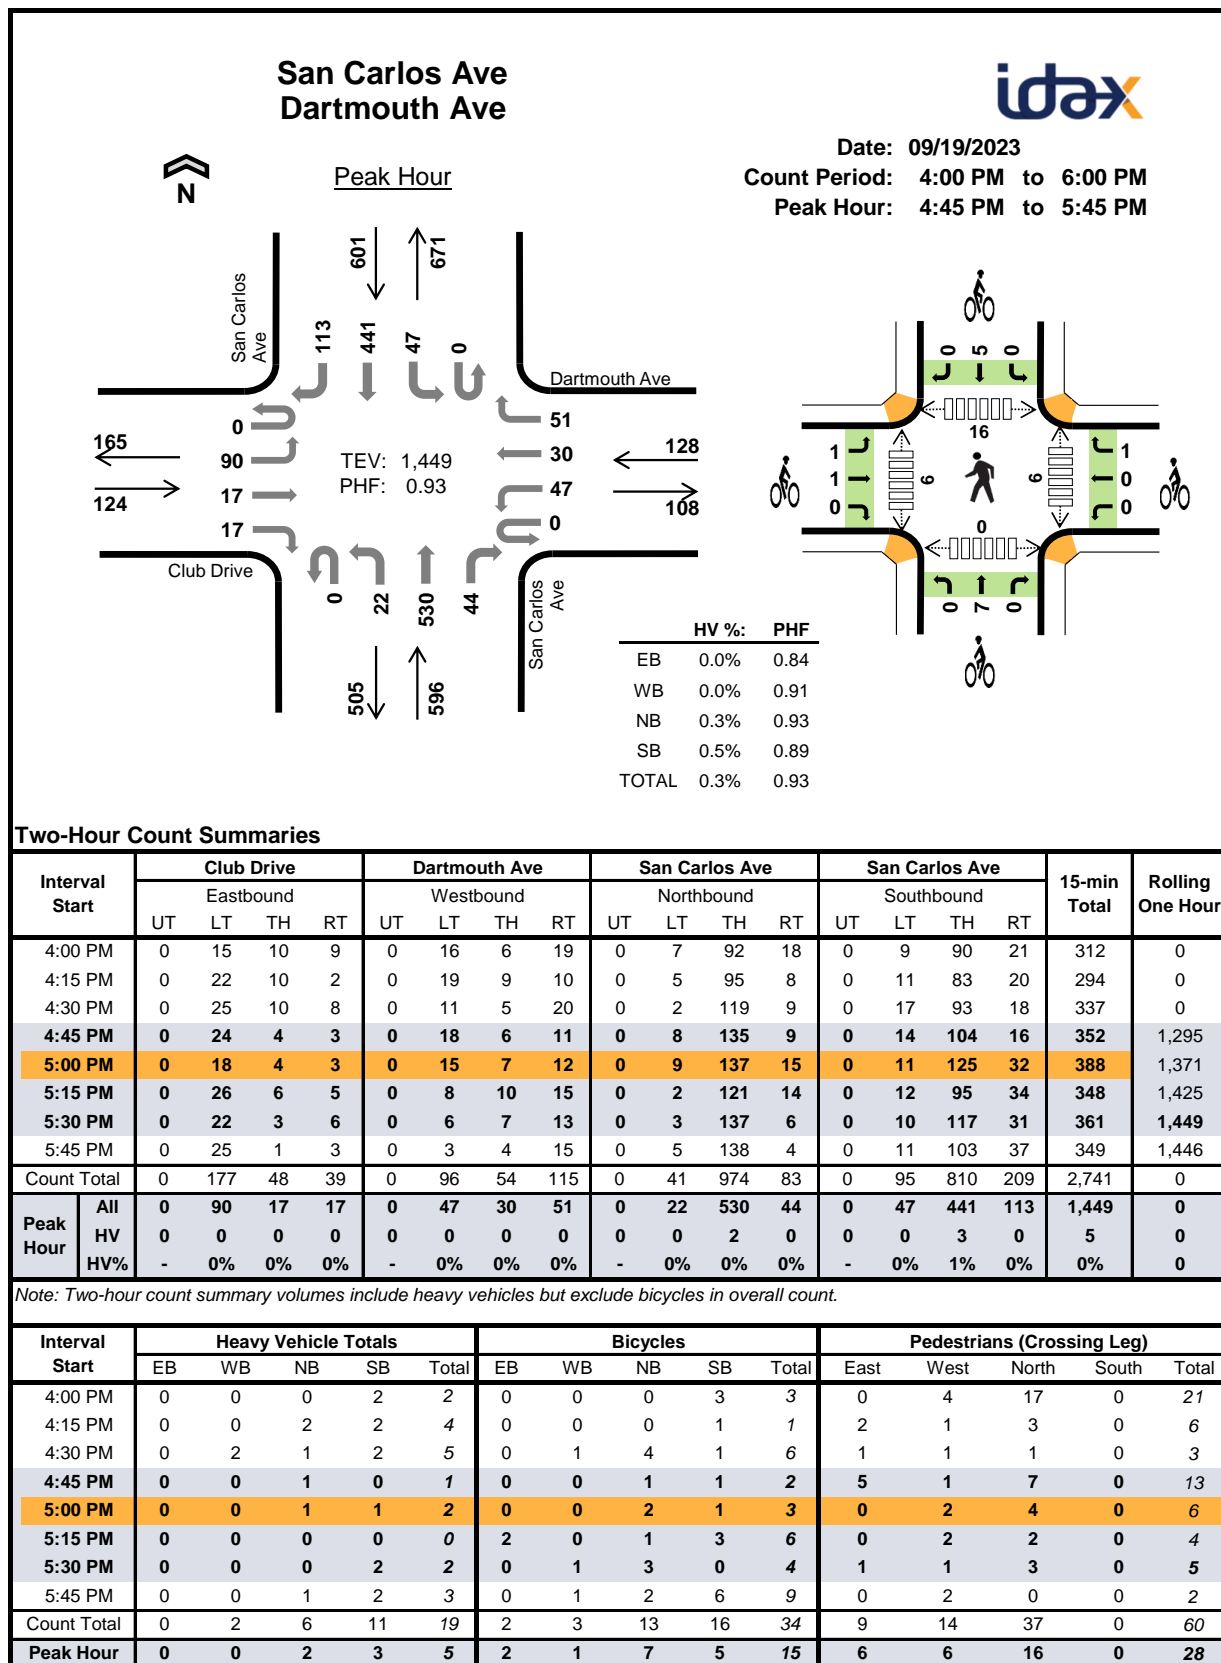 San Carlos Ave
Dartmouth Ave
idax
Date: 09/19/2023
Count Period: 4:00 PM to 6:00 PM
Peak Hour: 4:45 PM to 5:45 PM
N
Peak Hour
601
671
San Carlos
Ave
113
441
47
0
Dartmouth Ave
0
90
17
17
165
124
TEV: 1,449
PHF: 0.93
51
30
47
0
128
108
Club Drive
0
22
530
44
San Carlos
Ave
505
596
0 5 0
16
1
1
0
6
6
1
0
0
0
0 7 0
HV %: PHF
EB 0.0% 0.84
WB 0.0% 0.91
NB 0.3% 0.93
SB 0.5% 0.89
TOTAL 0.3% 0.93
Two-Hour Count Summaries
Interval Start Club Drive Dartmouth Ave San Carlos Ave San Carlos Ave 15-min Total Rolling One Hour
Eastbound Westbound Northbound Southbound
UT LT TH RT UT LT TH RT UT LT TH RT UT LT TH RT
4:00 PM 0 15 10 9 0 16 6 19 0 7 92 18 0 9 90 21 312 0
4:15 PM 0 22 10 2 0 19 9 10 0 5 95 8 0 11 83 20 294 0
4:30 PM 0 25 10 8 0 11 5 20 0 2 119 9 0 17 93 18 337 0
4:45 PM 0 24 4 3 0 18 6 11 0 8 135 9 0 14 104 16 352 1,295
5:00 PM 0 18 4 3 0 15 7 12 0 9 137 15 0 11 125 32 388 1,371
5:15 PM 0 26 6 5 0 8 10 15 0 2 121 14 0 12 95 34 348 1,425
5:30 PM 0 22 3 6 0 6 7 13 0 3 137 6 0 10 117 31 361 1,449
5:45 PM 0 25 1 3 0 3 4 15 0 5 138 4 0 11 103 37 349 1,446
Count Total 0 177 48 39 0 96 54 115 0 41 974 83 0 95 810 209 2,741 0
Peak Hour All 0 90 17 17 0 47 30 51 0 22 530 44 0 47 441 113 1,449 0
HV 0 0 0 0 0 0 0 0 0 0 2 0 0 0 3 0 5 0
HV% - 0% 0% 0% - 0% 0% 0% - 0% 0% 0% - 0% 1% 0% 0% 0
Note: Two-hour count summary volumes include heavy vehicles but exclude bicycles in overall count.
Interval Start Heavy Vehicle Totals Bicycles Pedestrians (Crossing Leg)
EB WB NB SB Total EB WB NB SB Total East West North South Total
4:00 PM 0 0 0 2 2 0 0 0 3 3 0 4 17 0 21
4:15 PM 0 0 2 2 4 0 0 0 1 1 2 1 3 0 6
4:30 PM 0 2 1 2 5 0 1 4 1 6 1 1 1 0 3
4:45 PM 0 0 1 0 1 0 0 1 1 2 5 1 7 0 13
5:00 PM 0 0 1 1 2 0 0 2 1 3 0 2 4 0 6
5:15 PM 0 0 0 0 0 2 0 1 3 6 0 2 2 0 4
5:30 PM 0 0 0 2 2 0 1 3 0 4 1 1 3 0 5
5:45 PM 0 0 1 2 3 0 1 2 6 9 0 2 0 0 2
Count Total 0 2 6 11 19 2 3 13 16 34 9 14 37 0 60
Peak Hour 0 0 2 3 5 2 1 7 5 15 6 6 16 0 28